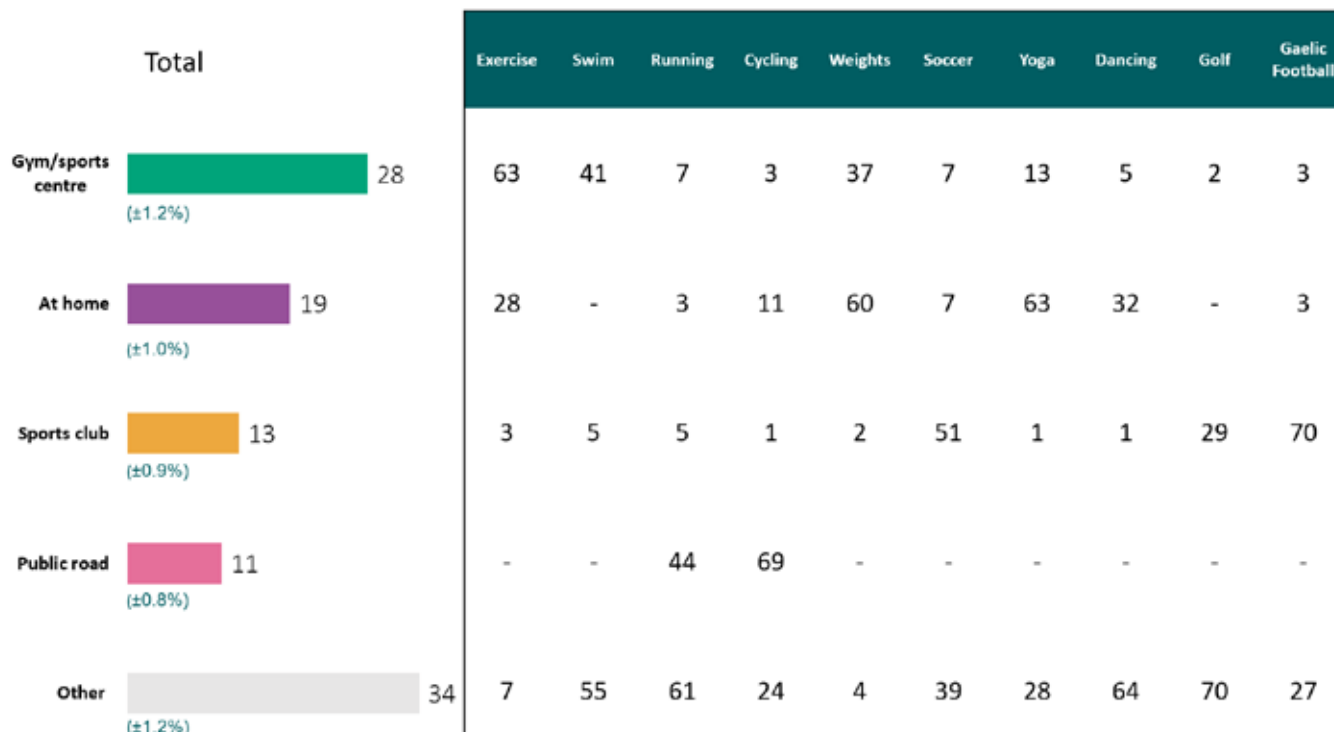 Total
Exercise Swim Running Cycling Weights Soccer Yoga Dancing Golf Gaelic Football
Gym/sports centre 28 63 41 7 3 37 7 13 5 2 3
(±1.2%)
At home 19 28 - 3 11 60 7 63 32 - 3
(±1.0%)
Sports club 13 3 5 5 1 2 51 1 1 29 70
(±0.9%)
Public road 11 - - 44 69 - - - - - -
(±0.8%)
Other 34 7 55 61 24 4 39 28 64 70 27
(±1.2%)